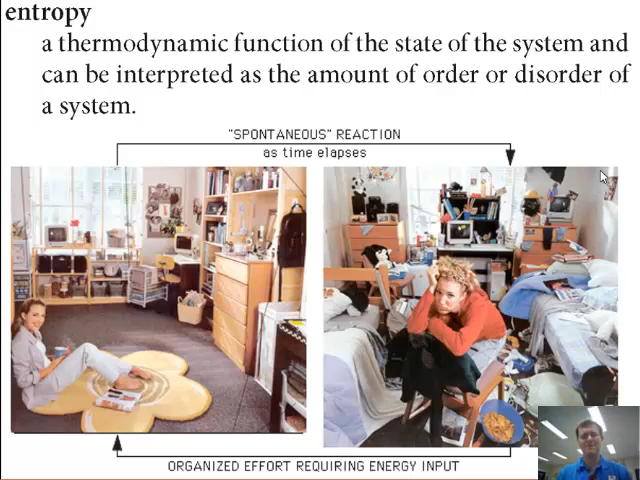 entropy
a thermodynamic function of the state of the system and
can be interpreted as the amount of order or disorder of
a system.
"SPONTANEOUS" REACTION
as time elapses
ORGANIZED EFFORT REQUIRING ENERGY INPUT